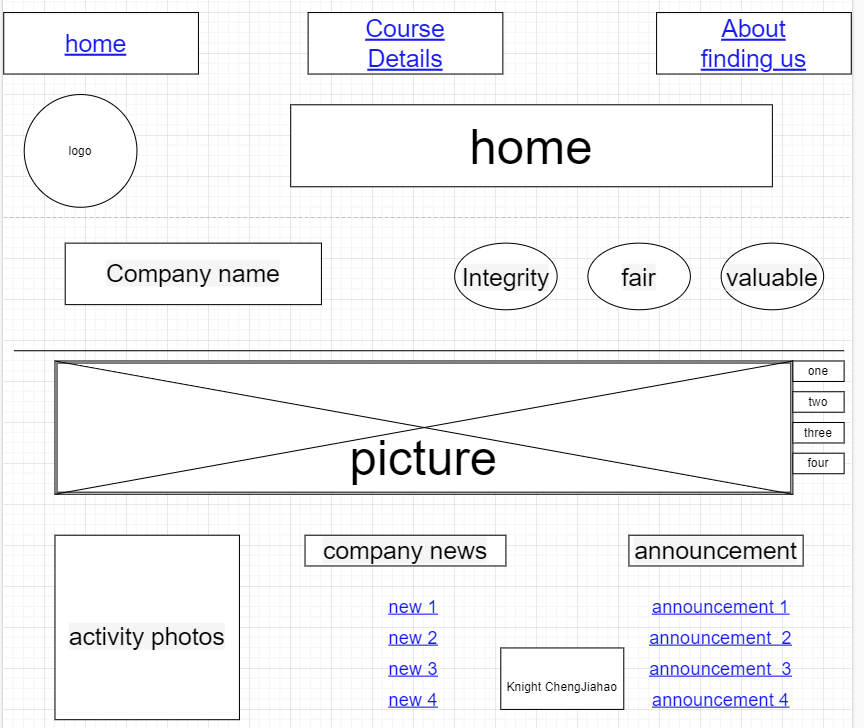 home
Course
Details
About
finding us
logo
home
Company name
Integrity
fair
valuable
one
two
three
four
picture
company news
announcement
activity photos
new 1
new 2
new 3
new 4
announcement 1
announcement  2
announcement  3
announcement 4
Knight ChengJiahao